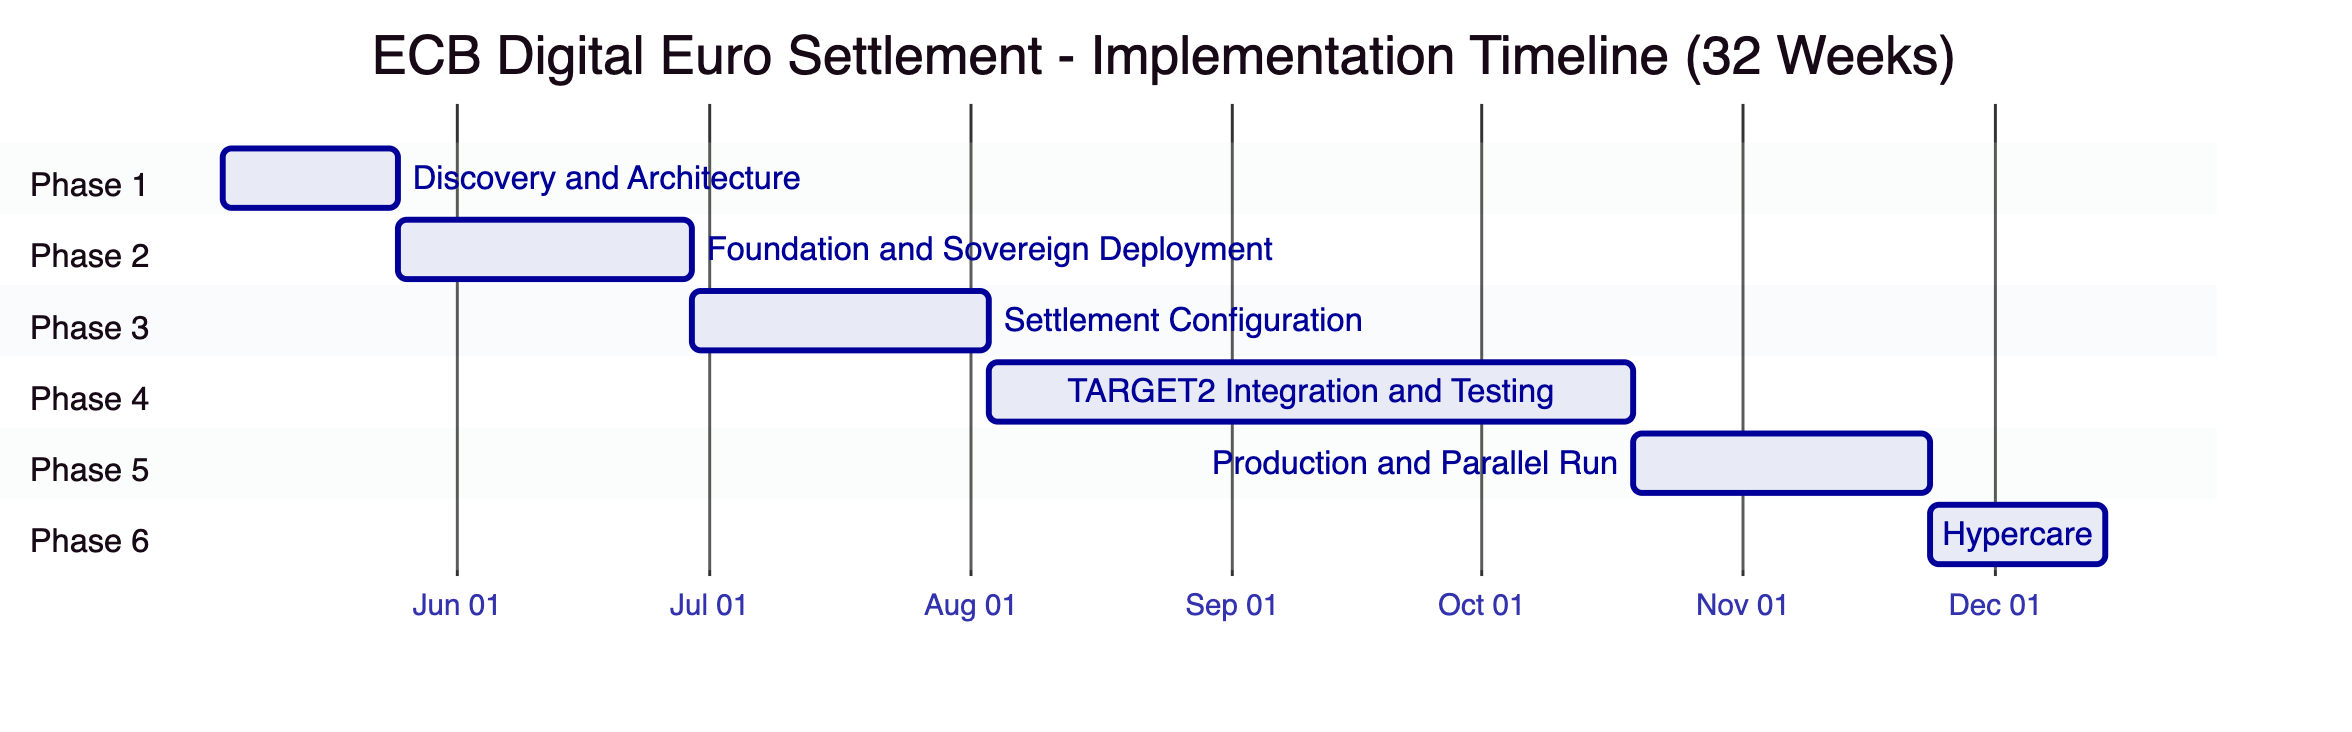 ECB Digital Euro Settlement - Implementation Timeline (32 Weeks)
Phase 1
Discovery and Architecture
Phase 2
Foundation and Sovereign Deployment
Phase 3
Settlement Configuration
Phase 4
TARGET2 Integration and Testing
Phase 5
Production and Parallel Run
Phase 6
Hypercare
Jun 01
Jul 01
Aug 01
Sep 01
Oct 01
Nov 01
Dec 01